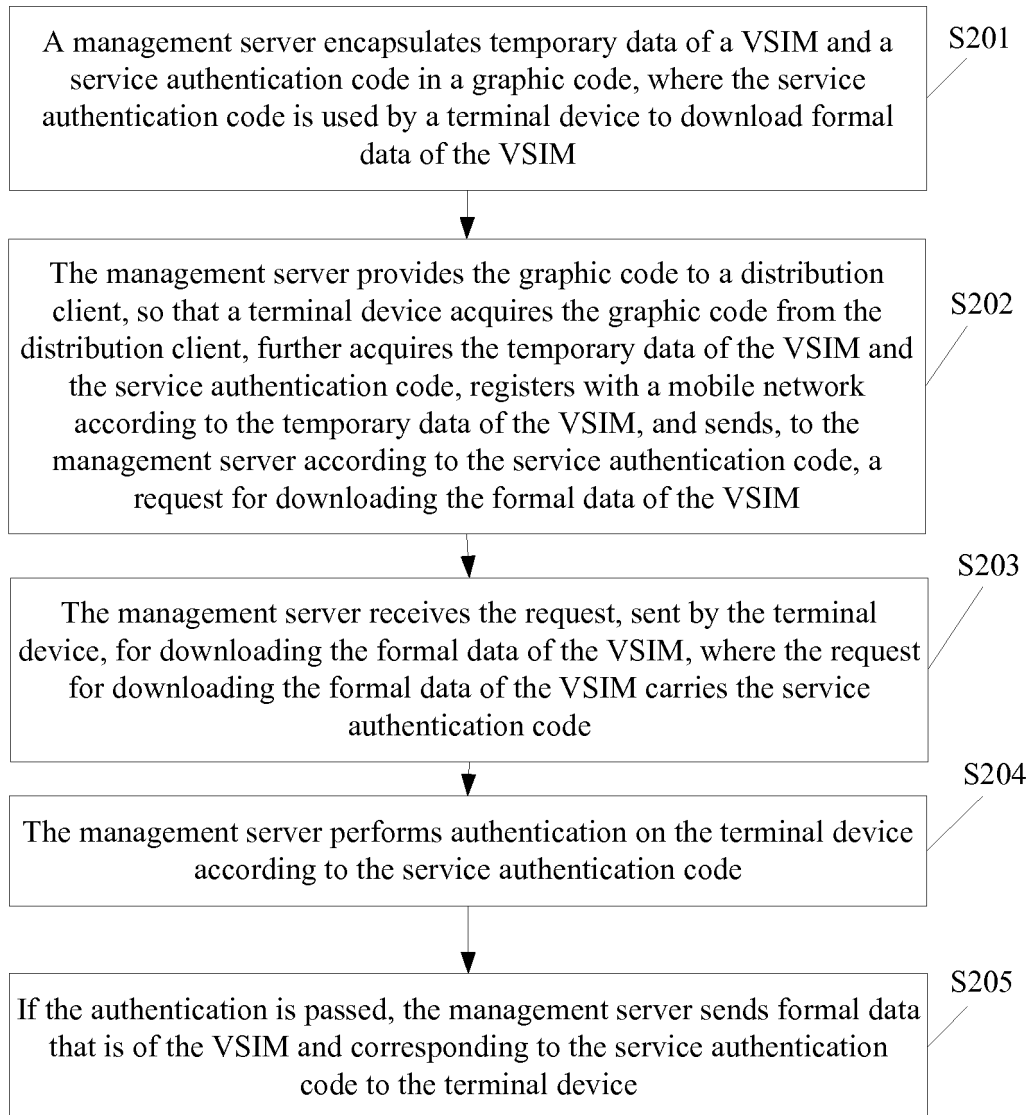 A management server encapsulates temporary data of a VSIM and a
service authentication code in a graphic code, where the service
authentication code is used by a terminal device to download formal
data of the VSIM
S201
The management server provides the graphic code to a distribution
client, so that a terminal device acquires the graphic code from the
distribution client, further acquires the temporary data of the VSIM and
the service authentication code, registers with a mobile network
according to the temporary data of the VSIM, and sends, to the
management server according to the service authentication code, a
request for downloading the formal data of the VSIM
S202
The management server receives the request, sent by the terminal
device, for downloading the formal data of the VSIM, where the request
for downloading the formal data of the VSIM carries the service
authentication code
S203
The management server performs authentication on the terminal device
according to the service authentication code
S204
If the authentication is passed, the management server sends formal data
that is of the VSIM and corresponding to the service authentication
code to the terminal device
S205